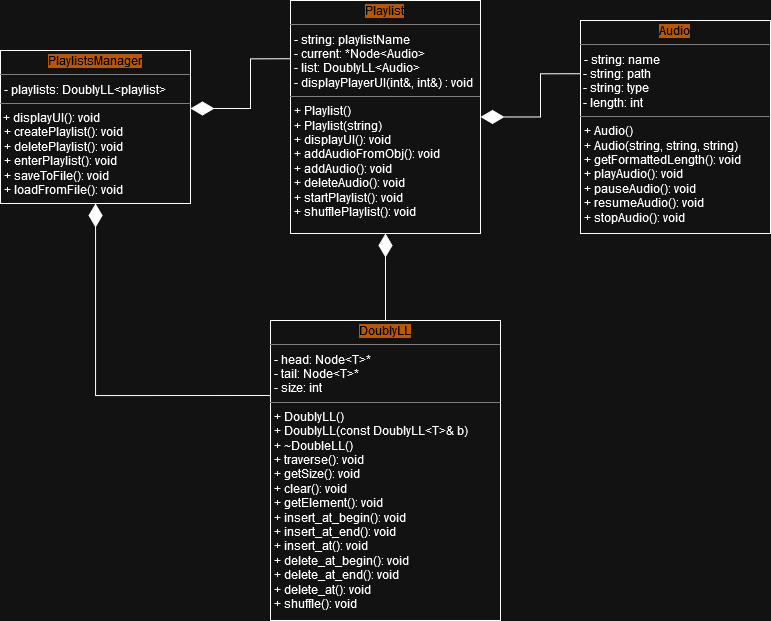 PlaylistsManager
- playlists: DoublyLL<playlist>
+ displayUI(): void
+ createPlaylist(): void
+ deletePlaylist(): void
+ enterPlaylist(): void
+ saveToFile(): void
+ loadFromFile(): void
Playlist
- string: playlistName
- current: *Node<Audio>
- list: DoublyLL<Audio>
- displayPlayerUI(int&, int&) : void
+ Playlist()
+ Playlist(string)
+ displayUI(): void
+ addAudioFromObj(): void
+ addAudio(): void
+ deleteAudio(): void
+ startPlaylist(): void
+ shufflePlaylist(): void
Audio
- string: name
- string: path
- string: type
- length: int
+ Audio()
+ Audio(string, string, string)
+ getFormattedLength(): void
+ playAudio(): void
+ pauseAudio(): void
+ resumeAudio(): void
+ stopAudio(): void
DoublyLL
- head: Node<T>*
- tail: Node<T>*
- size: int
+ DoublyLL()
+ DoublyLL(const DoublyLL<T>& b)
+ ~DoubleLL()
+ traverse(): void
+ getSize(): void
+ clear(): void
+ getElement(): void
+ insert_at_begin(): void
+ insert_at_end(): void
+ insert_at(): void
+ delete_at_begin(): void
+ delete_at_end(): void
+ delete_at(): void
+ shuffle(): void